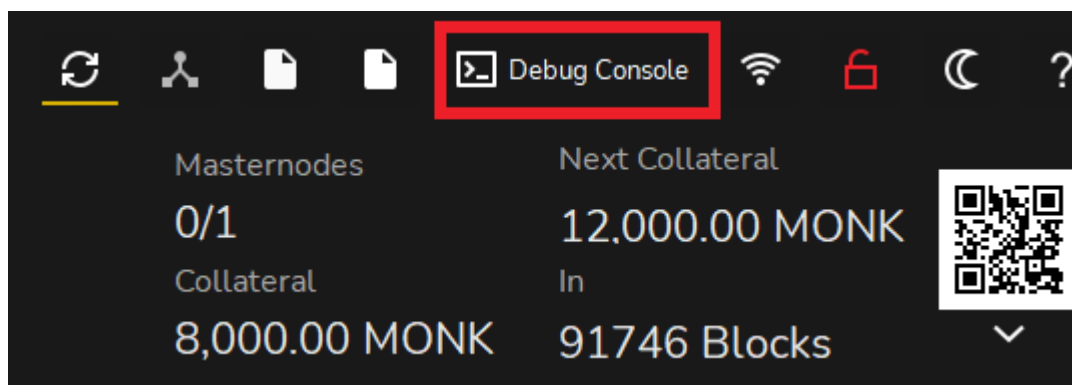 Debug Console
?
Masternodes
Next Collateral
0/1
12,000.00 MONK
Collateral
In
8,000.00 MONK
91746 Blocks